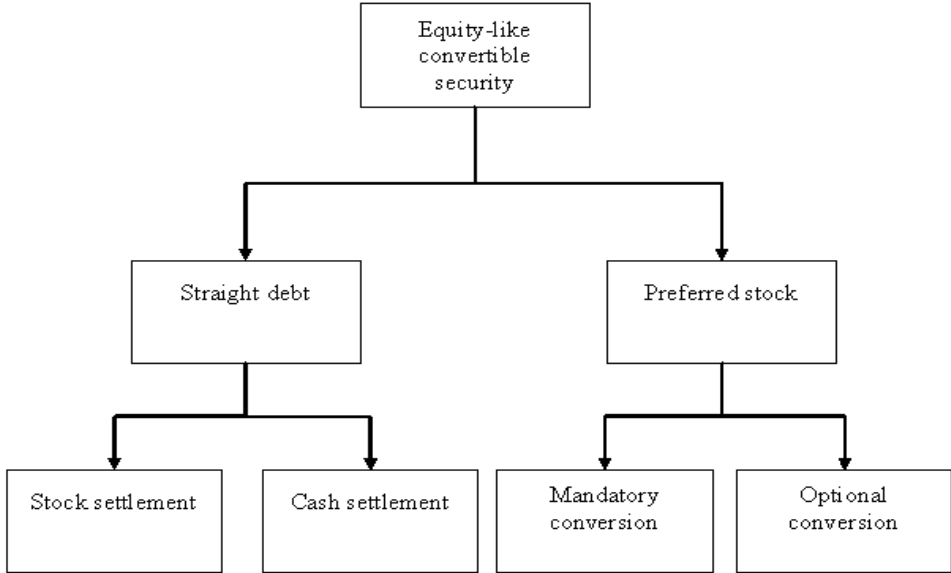 Equity-like
convertible
security
Straight debt
Preferred stock
Stock settlement
Cash settlement
Mandatory
conversion
Optional
conversion